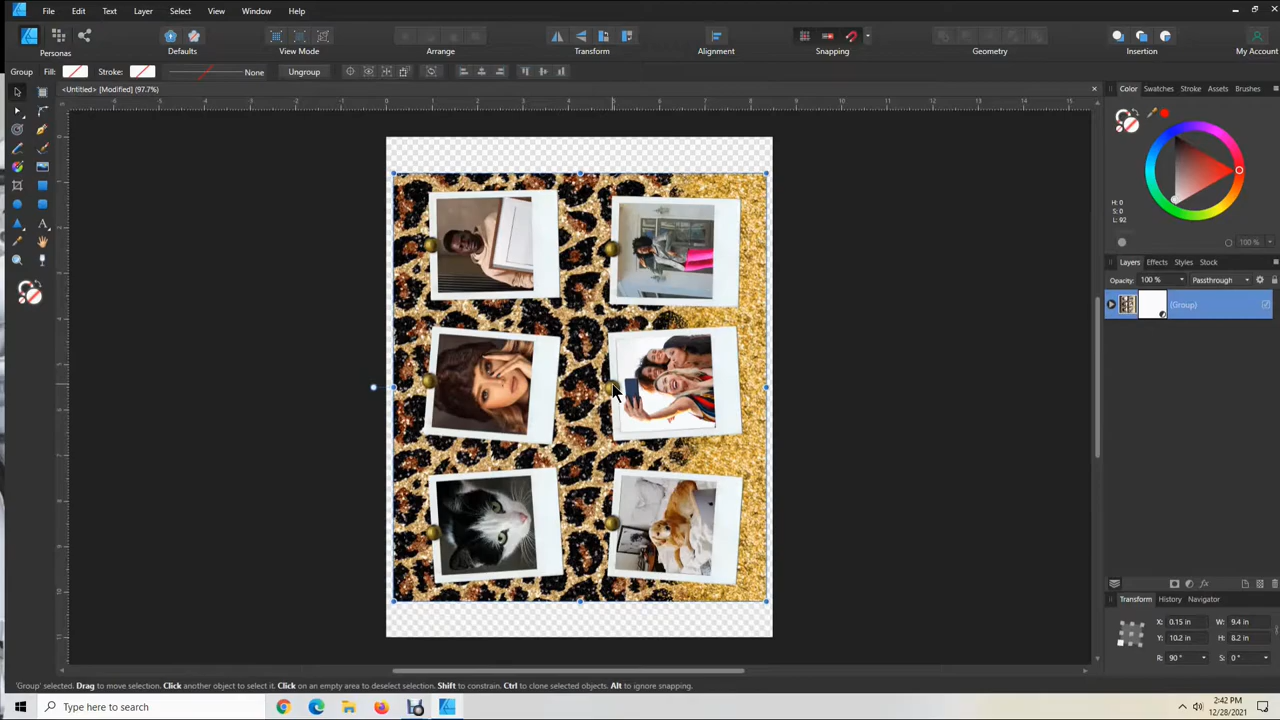 File Edit Text Layer Select View Window Help
Personas Defaults View Mode Arrange Transform Alignment Snapping Geometry Insertion My Account
Group Fill: Stroke: None Ungroup
<Untitled> [Modified] (97.7%)
Color Swatches Stroke Assets Brushes
H: 0
S: 0
L: 92
100 %
Layers Effects Styles Stock
Opacity: 100 % Passthrough
(Group)
Transform History Navigator
X: 0.15 in W: 9.4 in
Y: 10.2 in H: 8.2 in
R: 90 ° S: 0 °
'Group' selected. Drag to move selection. Click another object to select it. Click on an empty area to deselect selection. Shift to constrain. Ctrl to clone selected objects. Alt to ignore snapping.
Type here to search
2:42 PM
12/28/2021